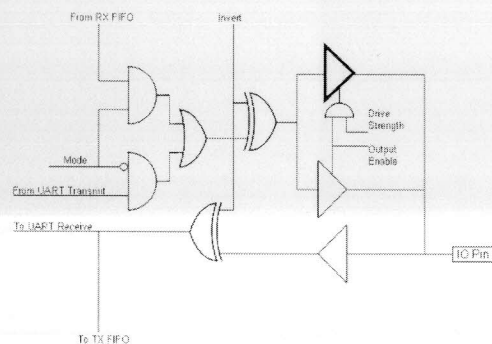 From RX FIFO
Invert
Drive
Strength
Output
Enable
Mode
From UART Transmit
To UART Receive
IO Pin
To TX FIFO